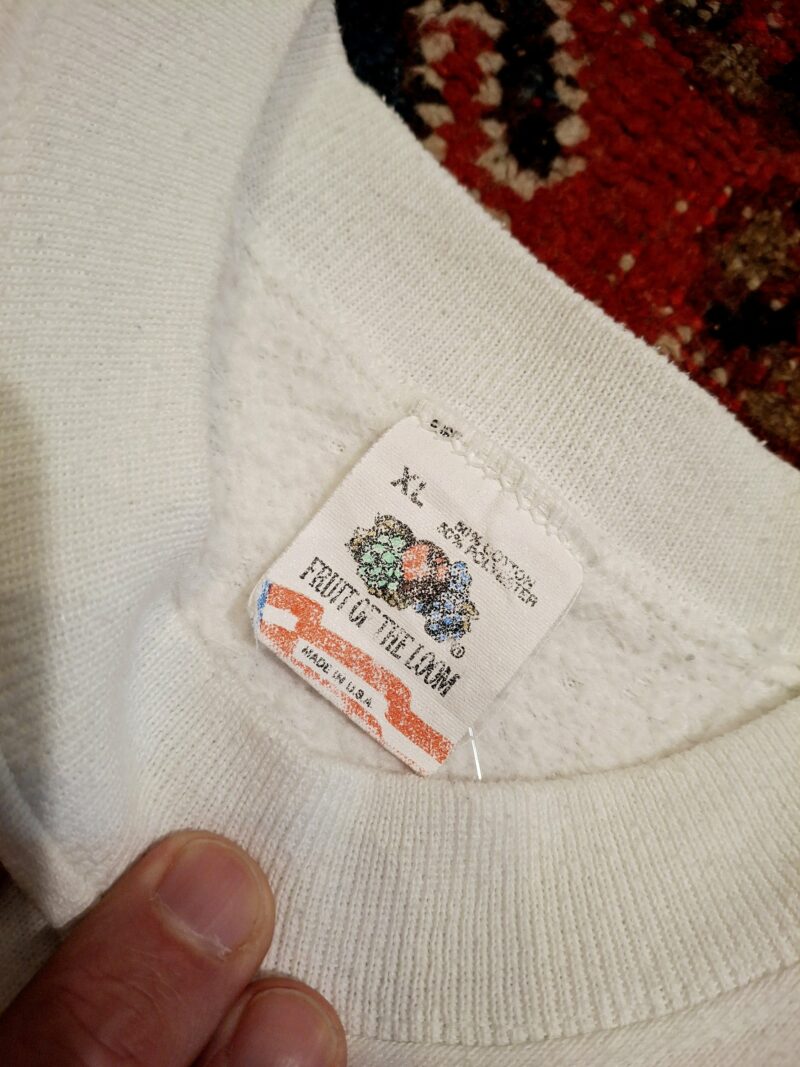 XL
50% COTTON
50% POLYESTER
FRUIT OF THE LOOM
®
MADE IN U.S.A.